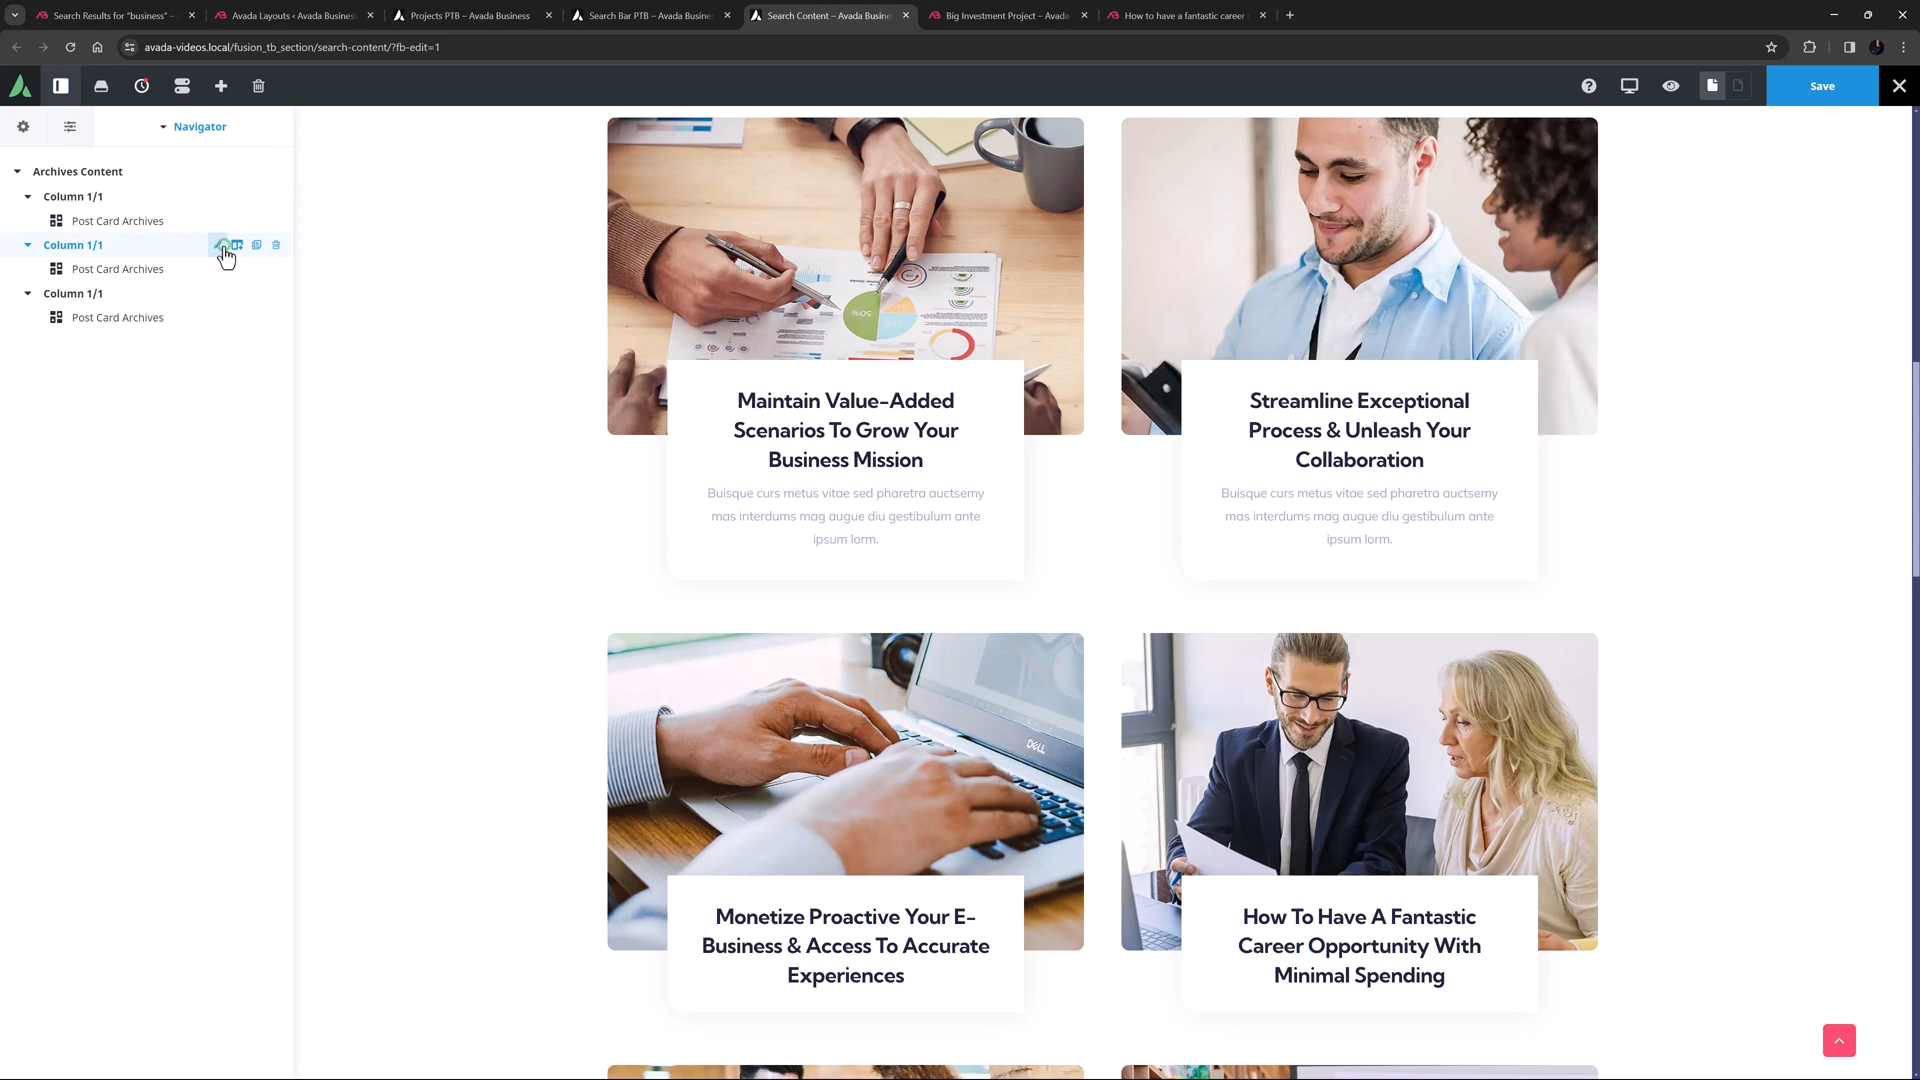 Search Results for "business" –
Avada Layouts ‹ Avada Business
Projects PTB – Avada Business
Search Bar PTB – Avada Busine
Search Content – Avada Busine
Big Investment Project – Avada
How to have a fantastic career
avada-videos.local/fusion_tb_section/search-content/?fb-edit=1
Save
Navigator
Archives Content
Column 1/1
Post Card Archives
Column 1/1
Post Card Archives
Column 1/1
Post Card Archives
50%
Maintain Value-Added
Scenarios To Grow Your
Business Mission
Buisque curs metus vitae sed pharetra auctsemy
mas interdums mag augue diu gestibulum ante
ipsum lorm.
Streamline Exceptional
Process & Unleash Your
Collaboration
Buisque curs metus vitae sed pharetra auctsemy
mas interdums mag augue diu gestibulum ante
ipsum lorm.
DELL
Monetize Proactive Your E-
Business & Access To Accurate
Experiences
How To Have A Fantastic
Career Opportunity With
Minimal Spending